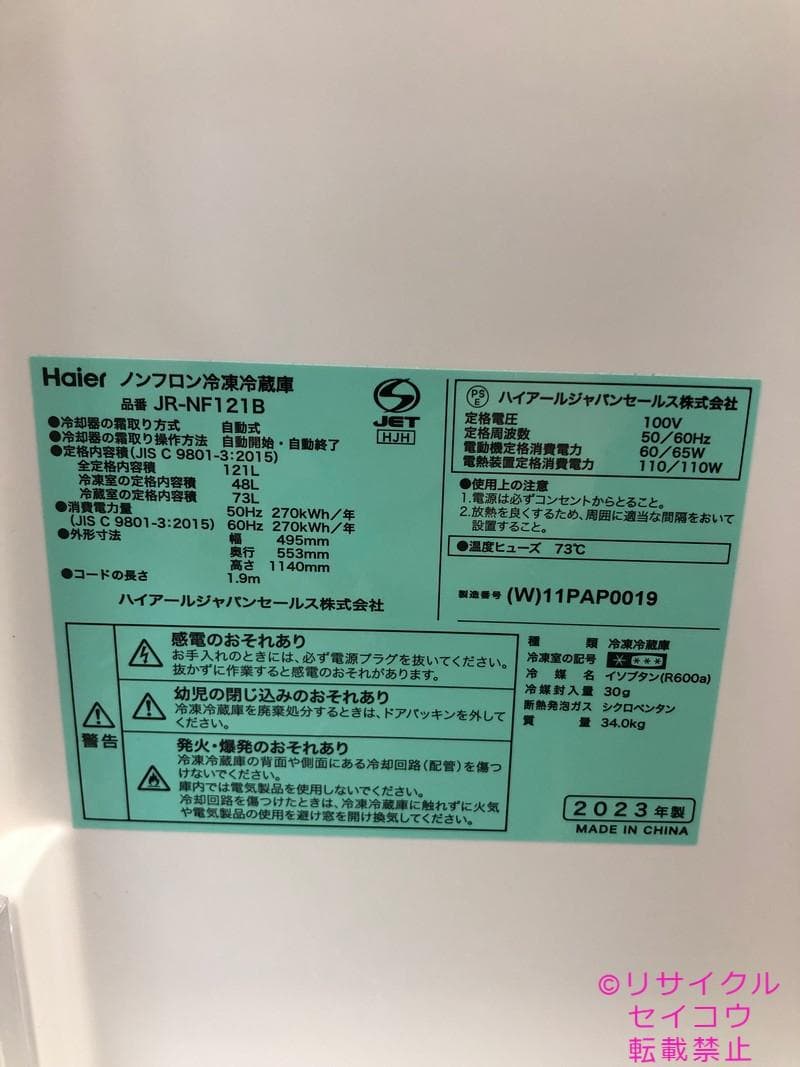 Haier ノンフロン冷凍冷蔵庫
品番 JR-NF121B
●冷却器の霜取り方式 自動式
●冷却器の霜取り操作方法 自動開始・自動終了
●定格内容積(JIS C 9801-3:2015)
全定格内容積 121L
冷凍室の定格内容積 48L
冷蔵室の定格内容積 73L
●消費電力量 50Hz 270kWh/年
(JIS C 9801-3:2015) 60Hz 270kWh/年
●外形寸法 幅 495mm
奥行 553mm
高さ 1140mm
●コードの長さ 1.9m
ハイアールジャパンセールス株式会社
JET
HJH
PSE ハイアールジャパンセールス株式会社
定格電圧 100V
定格周波数 50/60Hz
電動機定格消費電力 60/65W
電熱装置定格消費電力 110/110W
●使用上の注意
1.電源は必ずコンセントからとること。
2.放熱を良くするため、周囲に適当な間隔をおいて
設置すること。
●温度ヒューズ 73℃
製造番号 (W)11PAP0019
警告
感電のおそれあり
お手入れのときには、必ず電源プラグを抜いてください。
抜かずに作業すると感電のおそれがあります。
幼児の閉じ込みのおそれあり
冷凍冷蔵庫を廃棄処分するときは、ドアパッキンを外して
ください。
発火・爆発のおそれあり
冷凍冷蔵庫の背面や側面にある冷却回路(配管)を傷つ
けないでください。
庫内では電気製品を使用しないでください。
冷却回路を傷つけたときは、冷凍冷蔵庫に触れずに火気
や電気製品の使用を避け窓を開け換気してください。
種類 冷凍冷蔵庫
冷凍室の記号 * ***
冷媒名 イソブタン(R600a)
冷媒封入量 30g
断熱発泡ガス シクロペンタン
質量 34.0kg
2023年製
MADE IN CHINA
©リサイクル
セイコウ
転載禁止